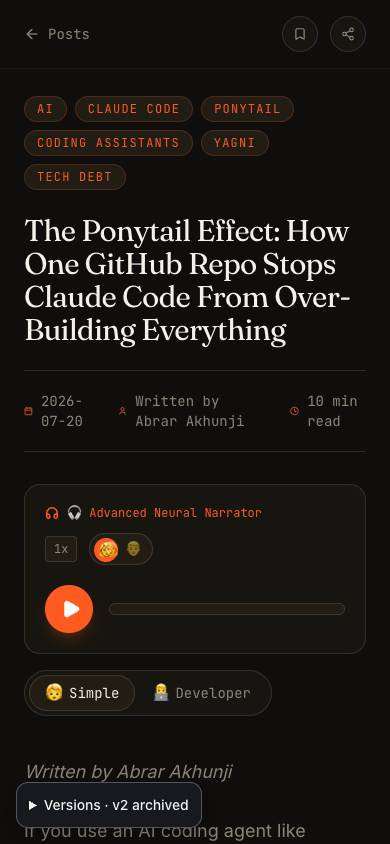 Posts
AI CLAUDE CODE PONYTAIL
CODING ASSISTANTS YAGNI
TECH DEBT
The Ponytail Effect: How
One GitHub Repo Stops
Claude Code From Over-
Building Everything
2026-
07-20
Written by
Abrar Akhunji
10 min
read
Advanced Neural Narrator
1x
Simple Developer
Written by Abrar Akhunji
Versions · v2 archived
If you use an AI coding agent like